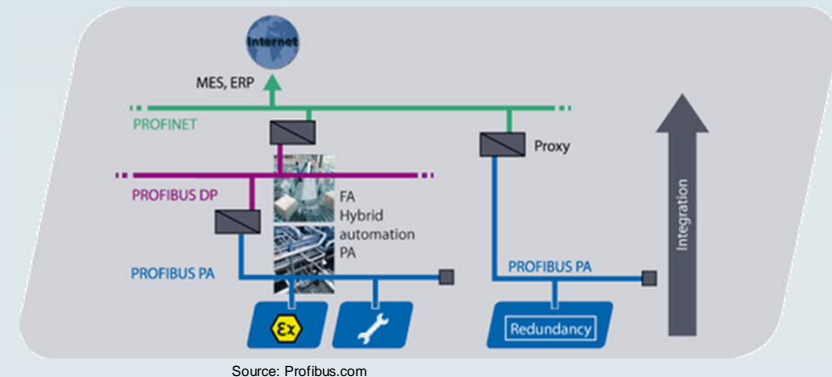 Internet
MES, ERP
PROFINET
Proxy
PROFIBUS DP
FA
Hybrid
automation
PA
PROFIBUS PA
PROFIBUS PA
Integration
εx
Redundancy
Source: Profibus.com